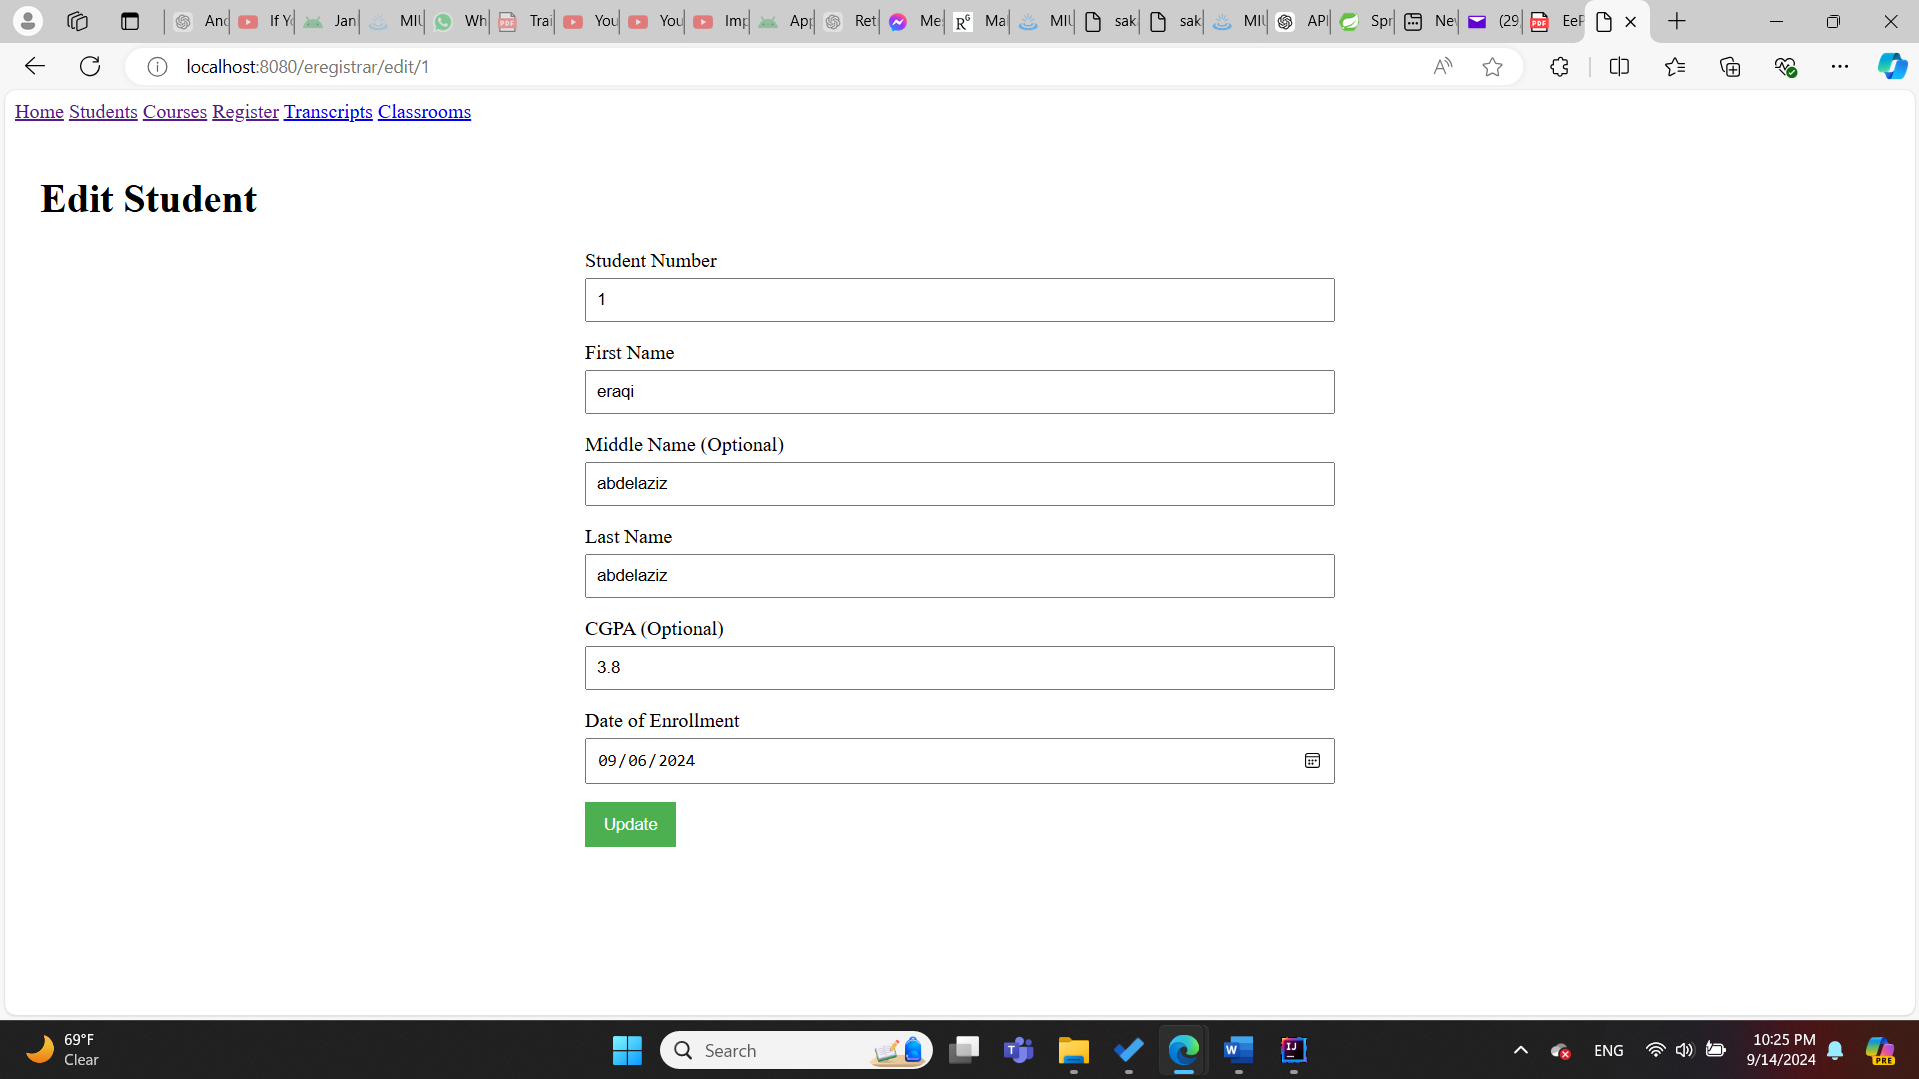 If Yo
Jan
MIU
Wh
Trai
You
You
Imp
App
Ret
Me
Ma
MIU
sak
sak
MIU
API
Spr
Nev
(29
EeP
localhost:8080/eregistrar/edit/1
Home Students Courses Register Transcripts Classrooms
Edit Student
Student Number
1
First Name
eraqi
Middle Name (Optional)
abdelaziz
Last Name
abdelaziz
CGPA (Optional)
3.8
Date of Enrollment
09/06/2024
Update
69°F
Clear
Search
ENG
10:25 PM
9/14/2024
PRE